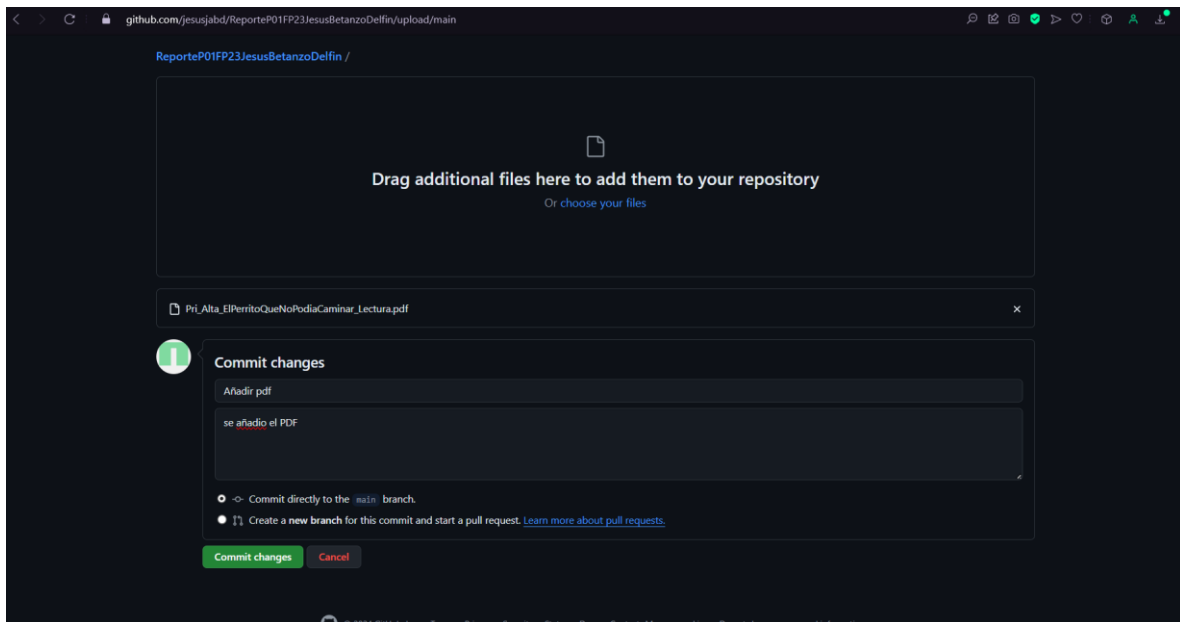 github.com/jesusjabd/ReporteP01FP23JesusBetanzoDelfin/upload/main
ReporteP01FP23JesusBetanzoDelfin /
Drag additional files here to add them to your repository
Or choose your files
Pri_Alta_ElPerritoQueNoPodiaCaminar_Lectura.pdf
Commit changes
Añadir pdf
se añadio el PDF
Commit directly to the main branch.
Create a new branch for this commit and start a pull request. Learn more about pull requests.
Commit changes Cancel